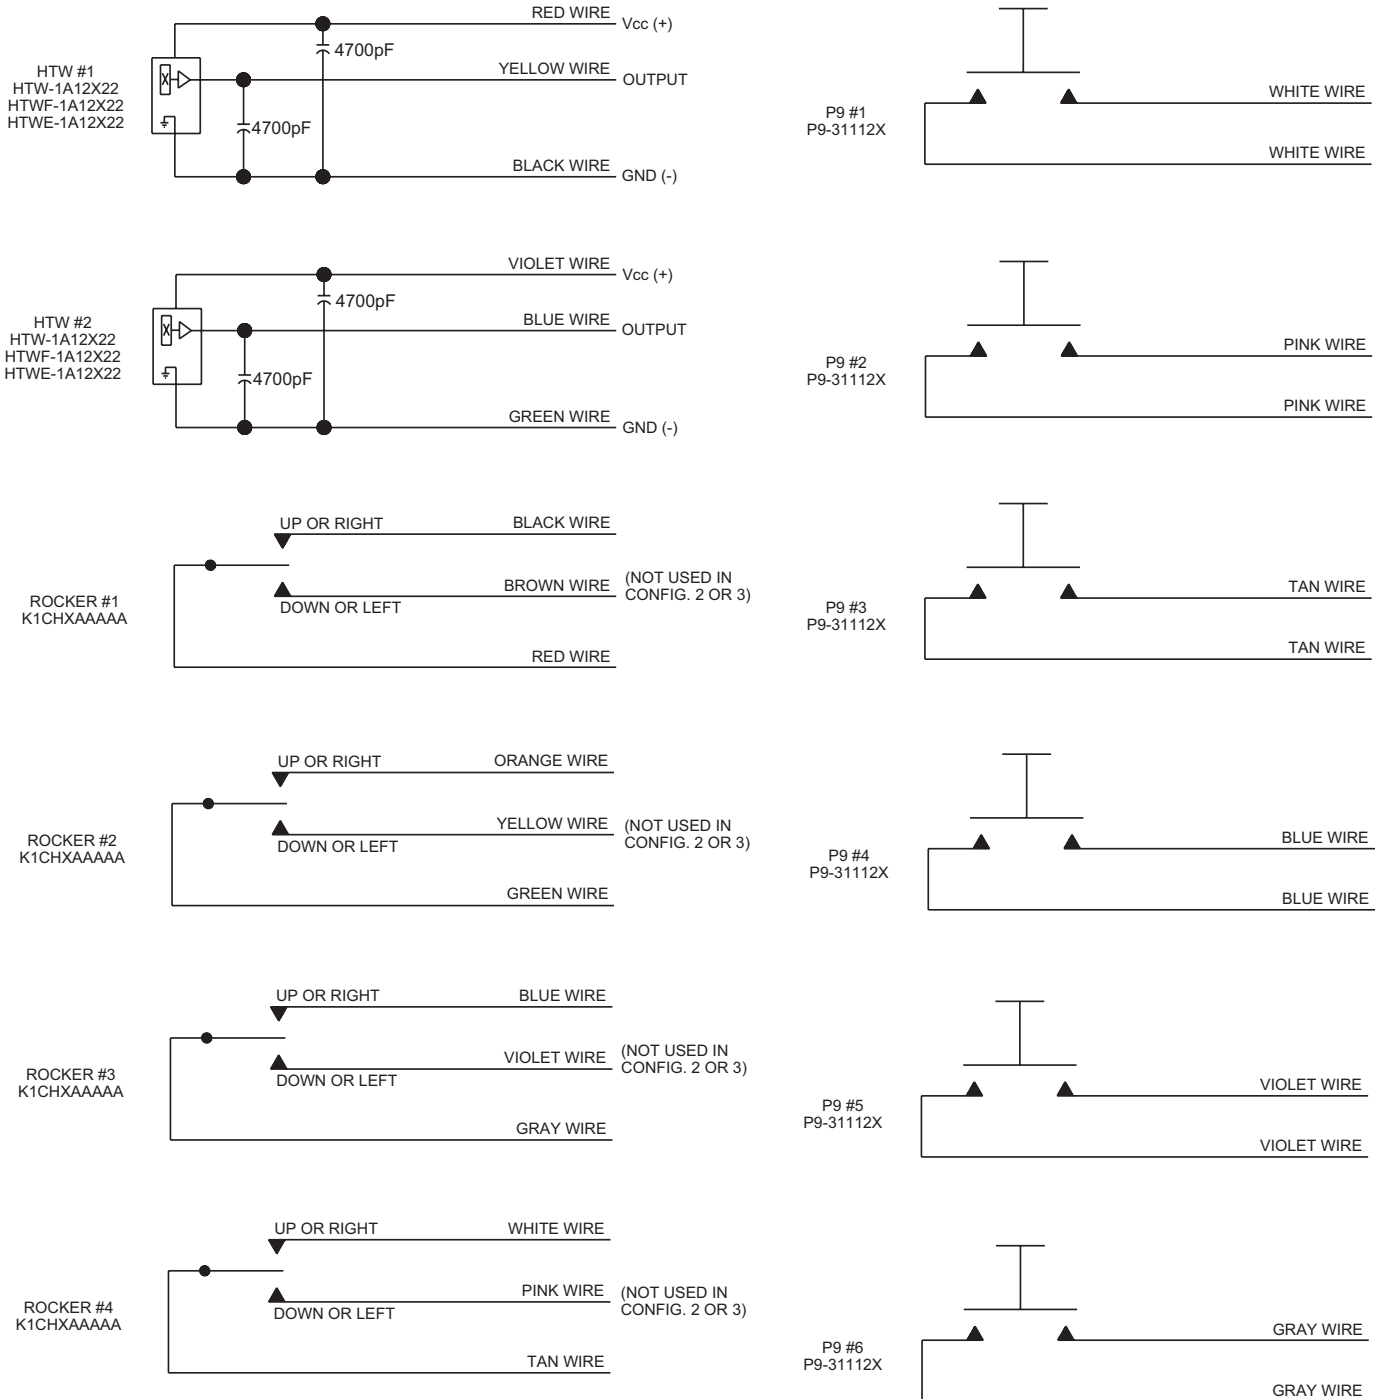 RED WIRE
Vcc (+)
4700pF
HTW #1
HTW-1A12X22
HTWF-1A12X22
HTWE-1A12X22
YELLOW WIRE
OUTPUT
4700pF
BLACK WIRE
GND (-)
VIOLET WIRE
Vcc (+)
4700pF
HTW #2
HTW-1A12X22
HTWF-1A12X22
HTWE-1A12X22
BLUE WIRE
OUTPUT
4700pF
GREEN WIRE
GND (-)
UP OR RIGHT
BLACK WIRE
ROCKER #1
K1CHXAAAAA
BROWN WIRE
(NOT USED IN
CONFIG. 2 OR 3)
DOWN OR LEFT
RED WIRE
UP OR RIGHT
ORANGE WIRE
ROCKER #2
K1CHXAAAAA
YELLOW WIRE
(NOT USED IN
CONFIG. 2 OR 3)
DOWN OR LEFT
GREEN WIRE
UP OR RIGHT
BLUE WIRE
ROCKER #3
K1CHXAAAAA
VIOLET WIRE
(NOT USED IN
CONFIG. 2 OR 3)
DOWN OR LEFT
GRAY WIRE
UP OR RIGHT
WHITE WIRE
ROCKER #4
K1CHXAAAAA
PINK WIRE
(NOT USED IN
CONFIG. 2 OR 3)
DOWN OR LEFT
TAN WIRE
P9 #1
P9-31112X
WHITE WIRE
WHITE WIRE
P9 #2
P9-31112X
PINK WIRE
PINK WIRE
P9 #3
P9-31112X
TAN WIRE
TAN WIRE
P9 #4
P9-31112X
BLUE WIRE
BLUE WIRE
P9 #5
P9-31112X
VIOLET WIRE
VIOLET WIRE
P9 #6
P9-31112X
GRAY WIRE
GRAY WIRE